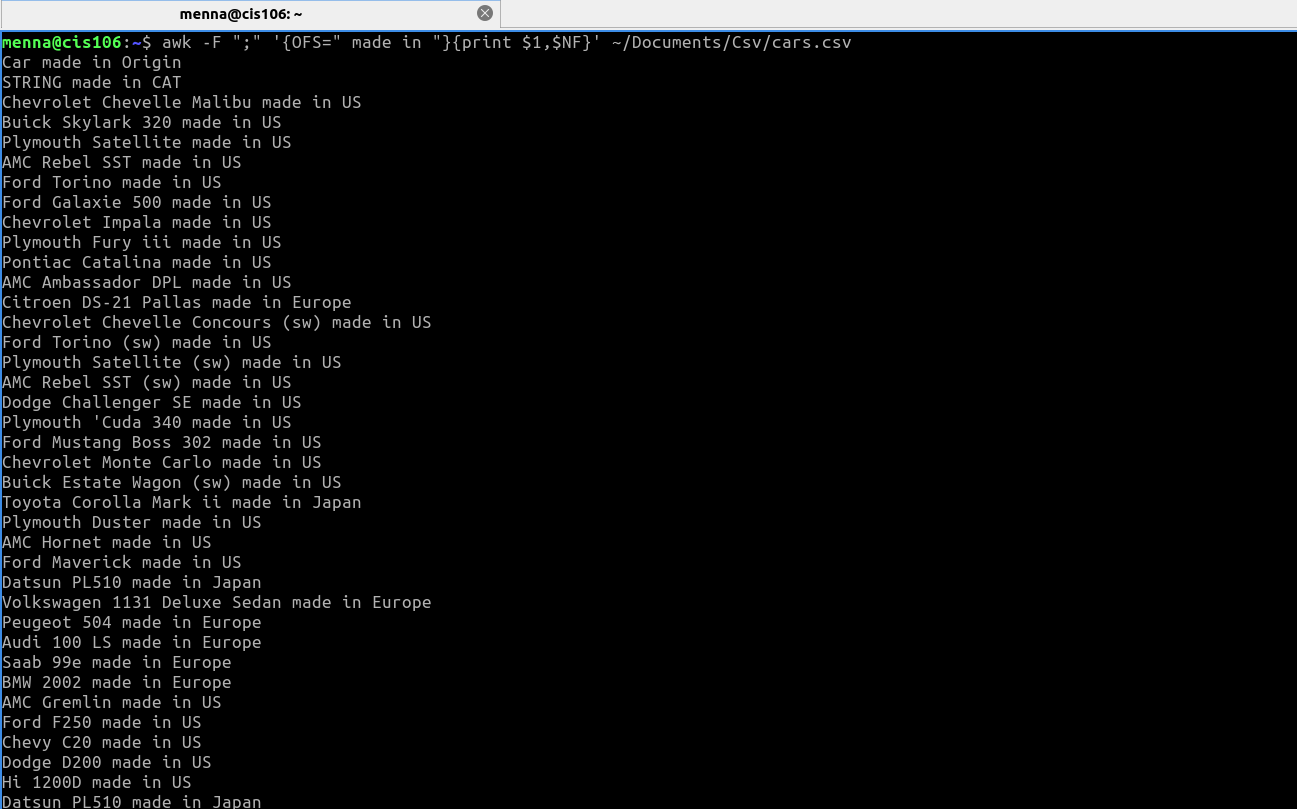 menna@cis106: ~
menna@cis106:~$ awk -F ";" '{OFS=" made in "}{print $1,$NF}' ~/Documents/Csv/cars.csv
Car made in Origin
STRING made in CAT
Chevrolet Chevelle Malibu made in US
Buick Skylark 320 made in US
Plymouth Satellite made in US
AMC Rebel SST made in US
Ford Torino made in US
Ford Galaxie 500 made in US
Chevrolet Impala made in US
Plymouth Fury iii made in US
Pontiac Catalina made in US
AMC Ambassador DPL made in US
Citroen DS-21 Pallas made in Europe
Chevrolet Chevelle Concours (sw) made in US
Ford Torino (sw) made in US
Plymouth Satellite (sw) made in US
AMC Rebel SST (sw) made in US
Dodge Challenger SE made in US
Plymouth 'Cuda 340 made in US
Ford Mustang Boss 302 made in US
Chevrolet Monte Carlo made in US
Buick Estate Wagon (sw) made in US
Toyota Corolla Mark ii made in Japan
Plymouth Duster made in US
AMC Hornet made in US
Ford Maverick made in US
Datsun PL510 made in Japan
Volkswagen 1131 Deluxe Sedan made in Europe
Peugeot 504 made in Europe
Audi 100 LS made in Europe
Saab 99e made in Europe
BMW 2002 made in Europe
AMC Gremlin made in US
Ford F250 made in US
Chevy C20 made in US
Dodge D200 made in US
Hi 1200D made in US
Datsun PL510 made in Japan